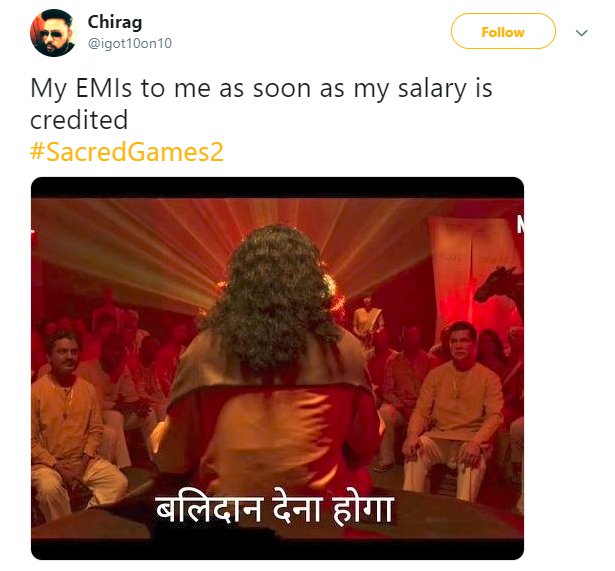 Chirag
@igot10on10
Follow
My EMIs to me as soon as my salary is
credited
#SacredGames2
बलिदान देना होगा